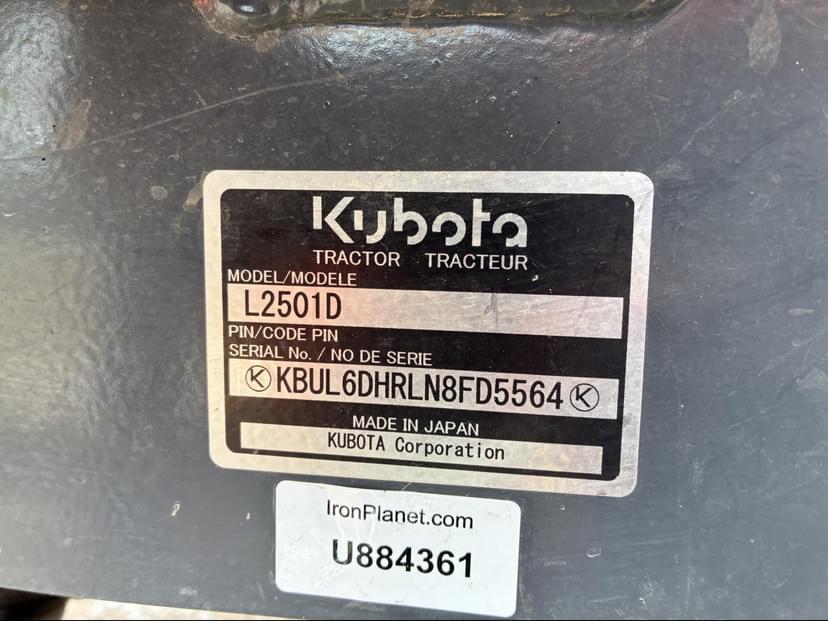 Kubota
TRACTOR TRACTEUR
MODEL/MODELE
L2501D
PIN/CODE PIN
SERIAL No. / NO DE SERIE
K KBUL6DHRLN8FD5564 K
MADE IN JAPAN
KUBOTA Corporation
IronPlanet.com
U884361